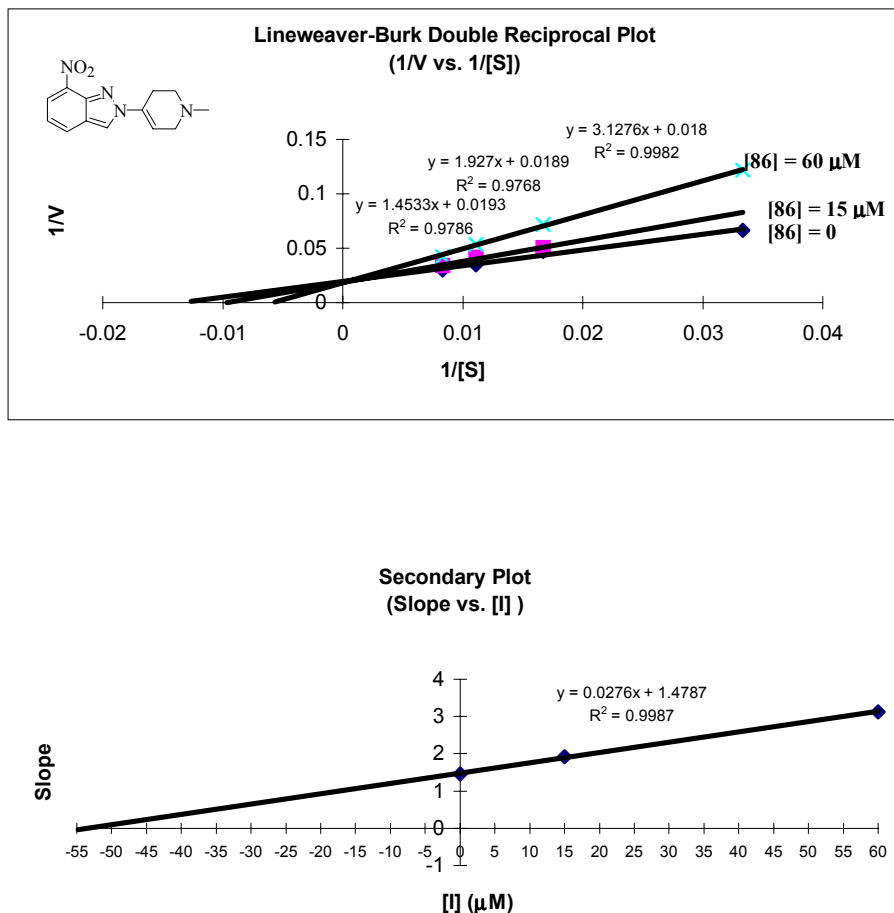 Lineweaver-Burk Double Reciprocal Plot
(1/V vs. 1/[S])
NO2
N
N
N
y = 3.1276x + 0.018
R2 = 0.9982
y = 1.927x + 0.0189
R2 = 0.9768
y = 1.4533x + 0.0193
R2 = 0.9786
[86] = 60 μM
[86] = 15 μM
[86] = 0
0.15
0.1
0.05
0
1/V
-0.02 -0.01 0 0.01 0.02 0.03 0.04
1/[S]
Secondary Plot
(Slope vs. [I] )
y = 0.0276x + 1.4787
R2 = 0.9987
4
3
2
1
0
-1
Slope
-55 -50 -45 -40 -35 -30 -25 -20 -15 -10 -5 0 5 10 15 20 25 30 35 40 45 50 55 60
[I] (μM)